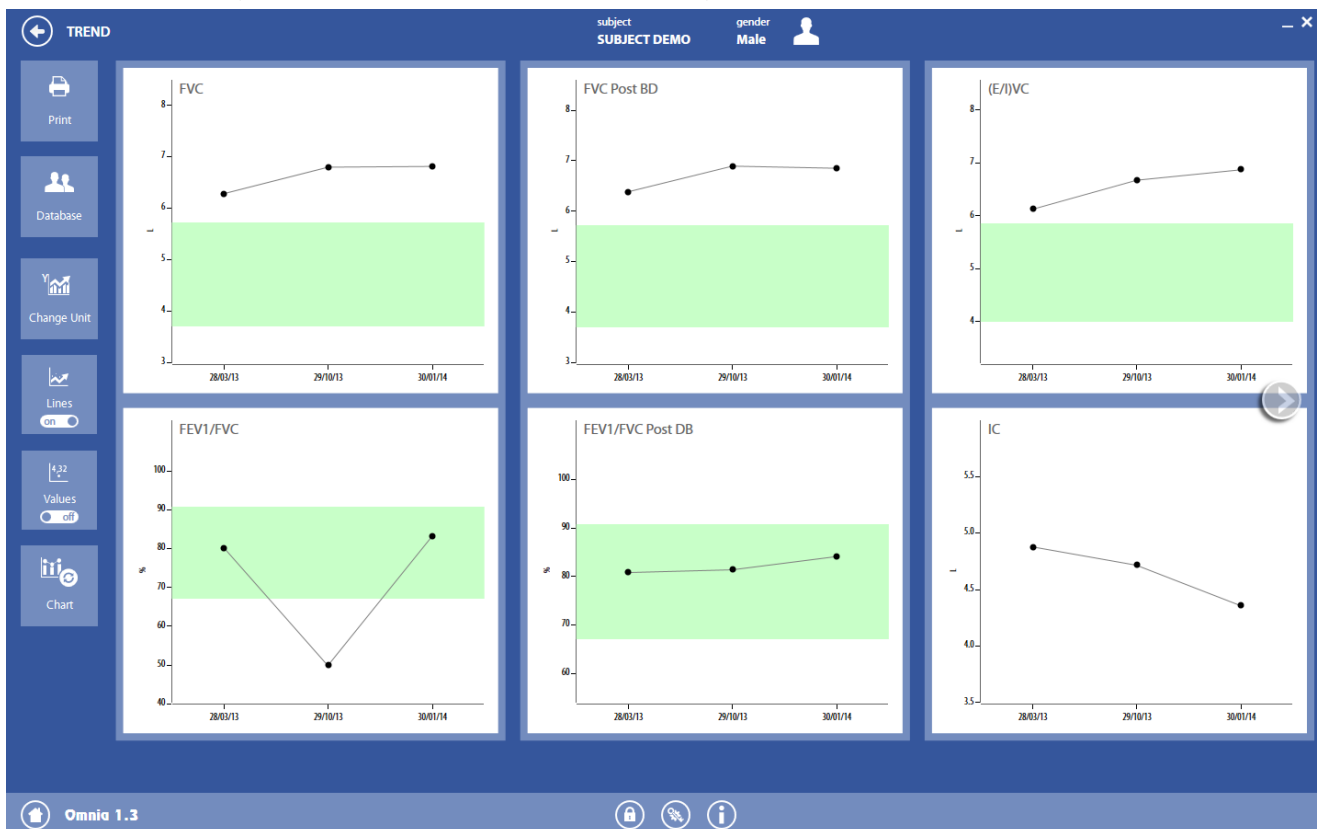 TREND
subject
SUBJECT DEMO
gender
Male
Print
Database
Y
Change Unit
Lines
on
4,32
Values
off
Chart
FVC
8
7
6
L
5
4
3
28/03/13 29/10/13 30/01/14
FVC Post BD
8
7
6
L
5
4
3
28/03/13 29/10/13 30/01/14
(E/I)VC
8
7
6
L
5
4
28/03/13 29/10/13 30/01/14
FEV1/FVC
100
90
80
%
70
60
50
40
28/03/13 29/10/13 30/01/14
FEV1/FVC Post DB
100
90
%
80
70
60
28/03/13 29/10/13 30/01/14
IC
5.5
5.0
L
4.5
4.0
3.5
28/03/13 29/10/13 30/01/14
Omnia 1.3